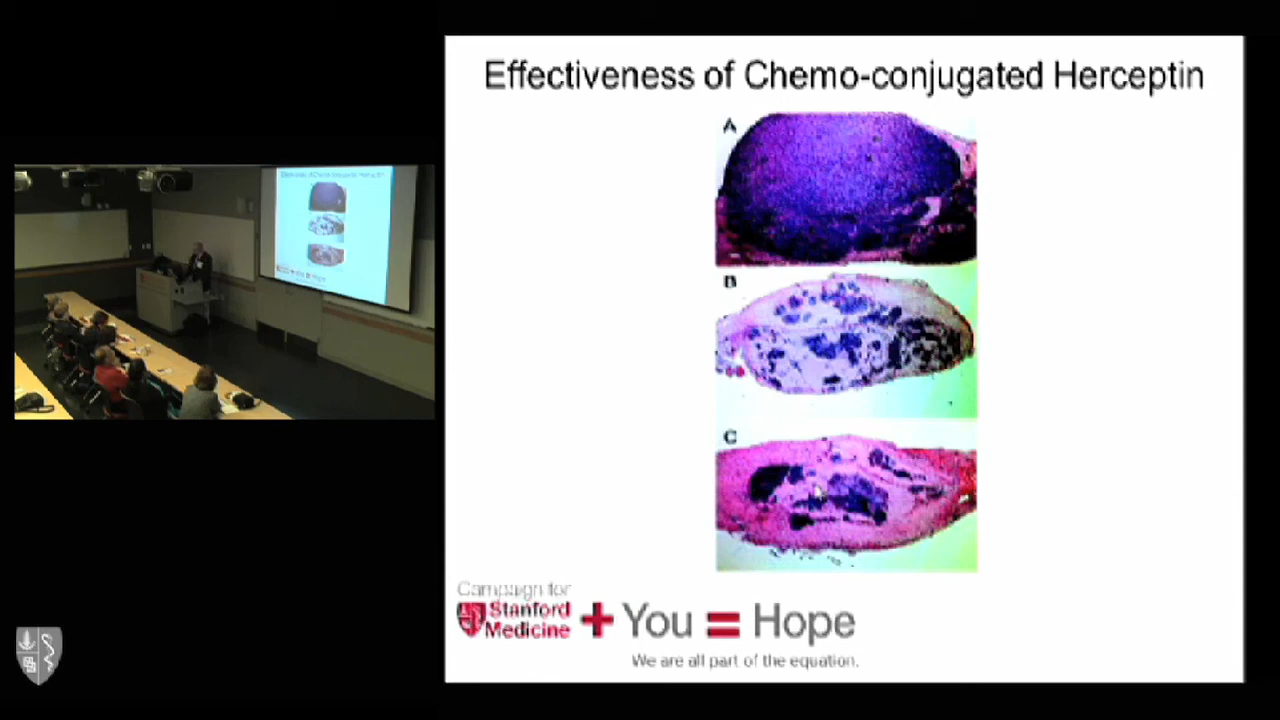 Effectiveness of Chemo-conjugated Herceptin
A
B
C
Campaign for
Stanford
Medicine
+ You = Hope
We are all part of the equation.